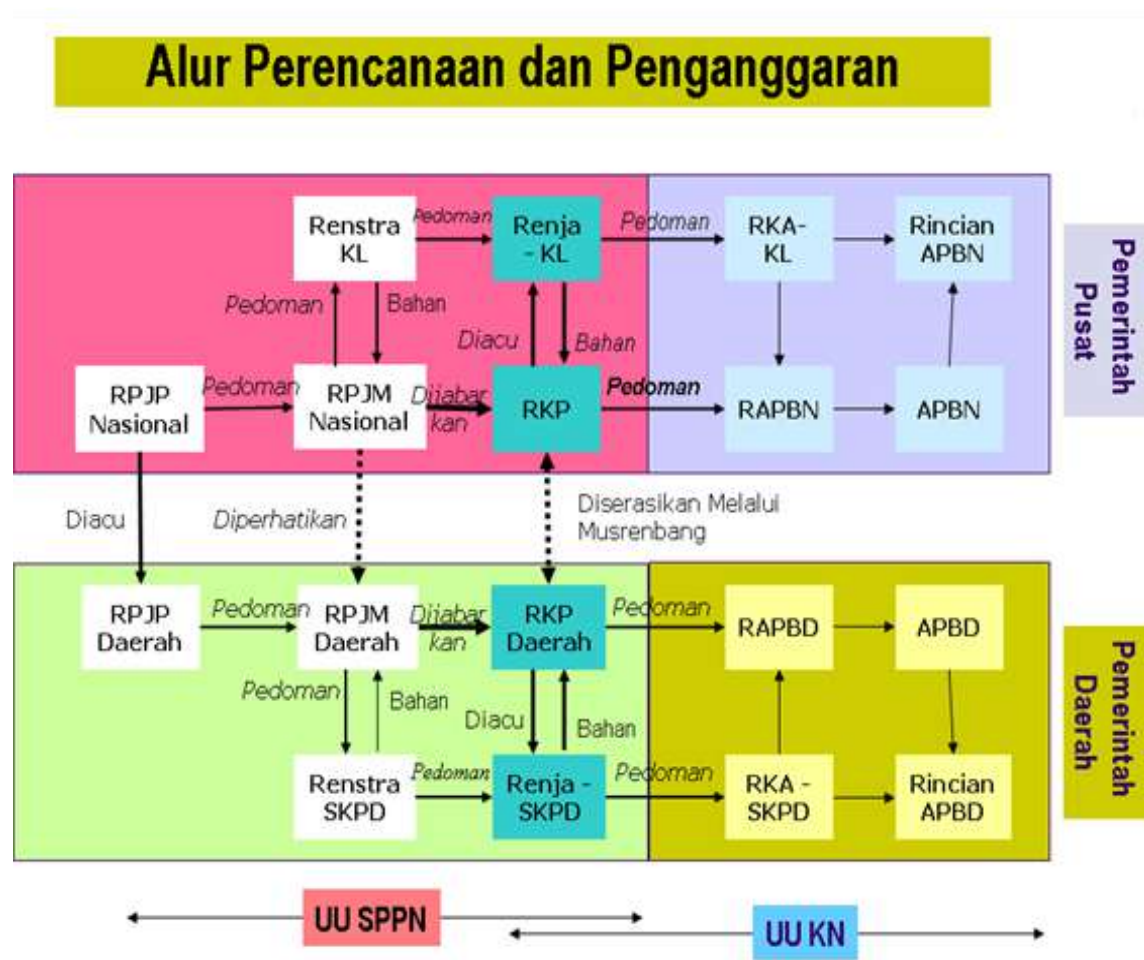 Alur Perencanaan dan Penganggaran
Renstra
KL
Pedoman
Renja
- KL
Pedoman
RKA-
KL
Rincian
APBN
Pedoman
Bahan
Diacu
Bahan
RPJP
Nasional
Pedoman
RPJM
Nasional
Dijabar
kan
RKP
Pedoman
RAPBN
APBN
Pemerintah
Pusat
Diacu
Diperhatikan
Diserasikan Melalui
Musrenbang
RPJP
Daerah
Pedoman
RPJM
Daerah
Dijabar
kan
RKP
Daerah
Pedoman
RAPBD
APBD
Pedoman
Bahan
Diacu
Bahan
Renstra
SKPD
Pedoman
Renja -
SKPD
Pedoman
RKA -
SKPD
Rincian
APBD
Pemerintah
Daerah
UU SPPN
UU KN